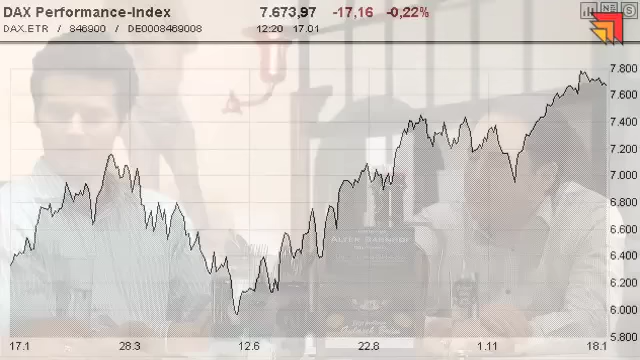 DAX Performance-Index 7.673,97 -17,16 -0,22%
DAX.ETR / 846900 / DE0008469008 12:20 17.01
7.800
7.600
7.400
7.200
7.000
6.800
6.600
6.400
6.200
6.000
5.800
17.1 28.3 12.6 22.8 1.11 18.1
ALTER BAHNHOF